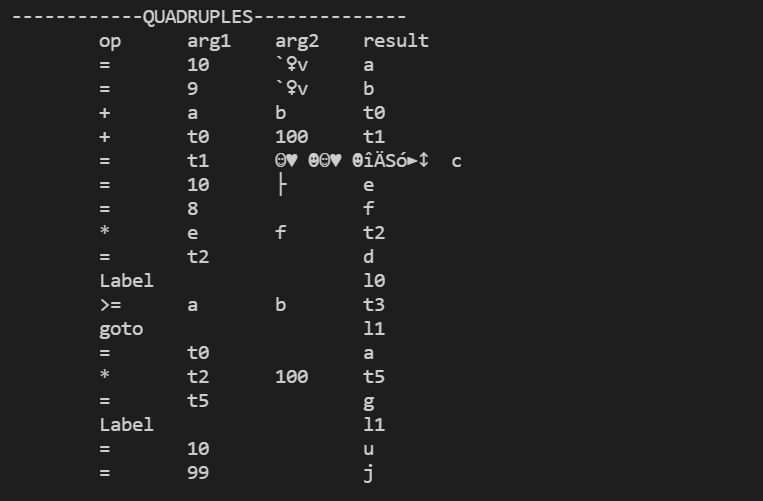 ------------QUADRUPLES--------------
op arg1 arg2 result
= 10 `♀v a
= 9 `♀v b
+ a b t0
+ t0 100 t1
= t1 ☺♥ ☻☺♥ ☻îÄSó►↕ c
= 10 ├ e
= 8 f
* e f t2
= t2 d
Label l0
>= a b t3
goto l1
= t0 a
* t2 100 t5
= t5 g
Label l1
= 10 u
= 99 j